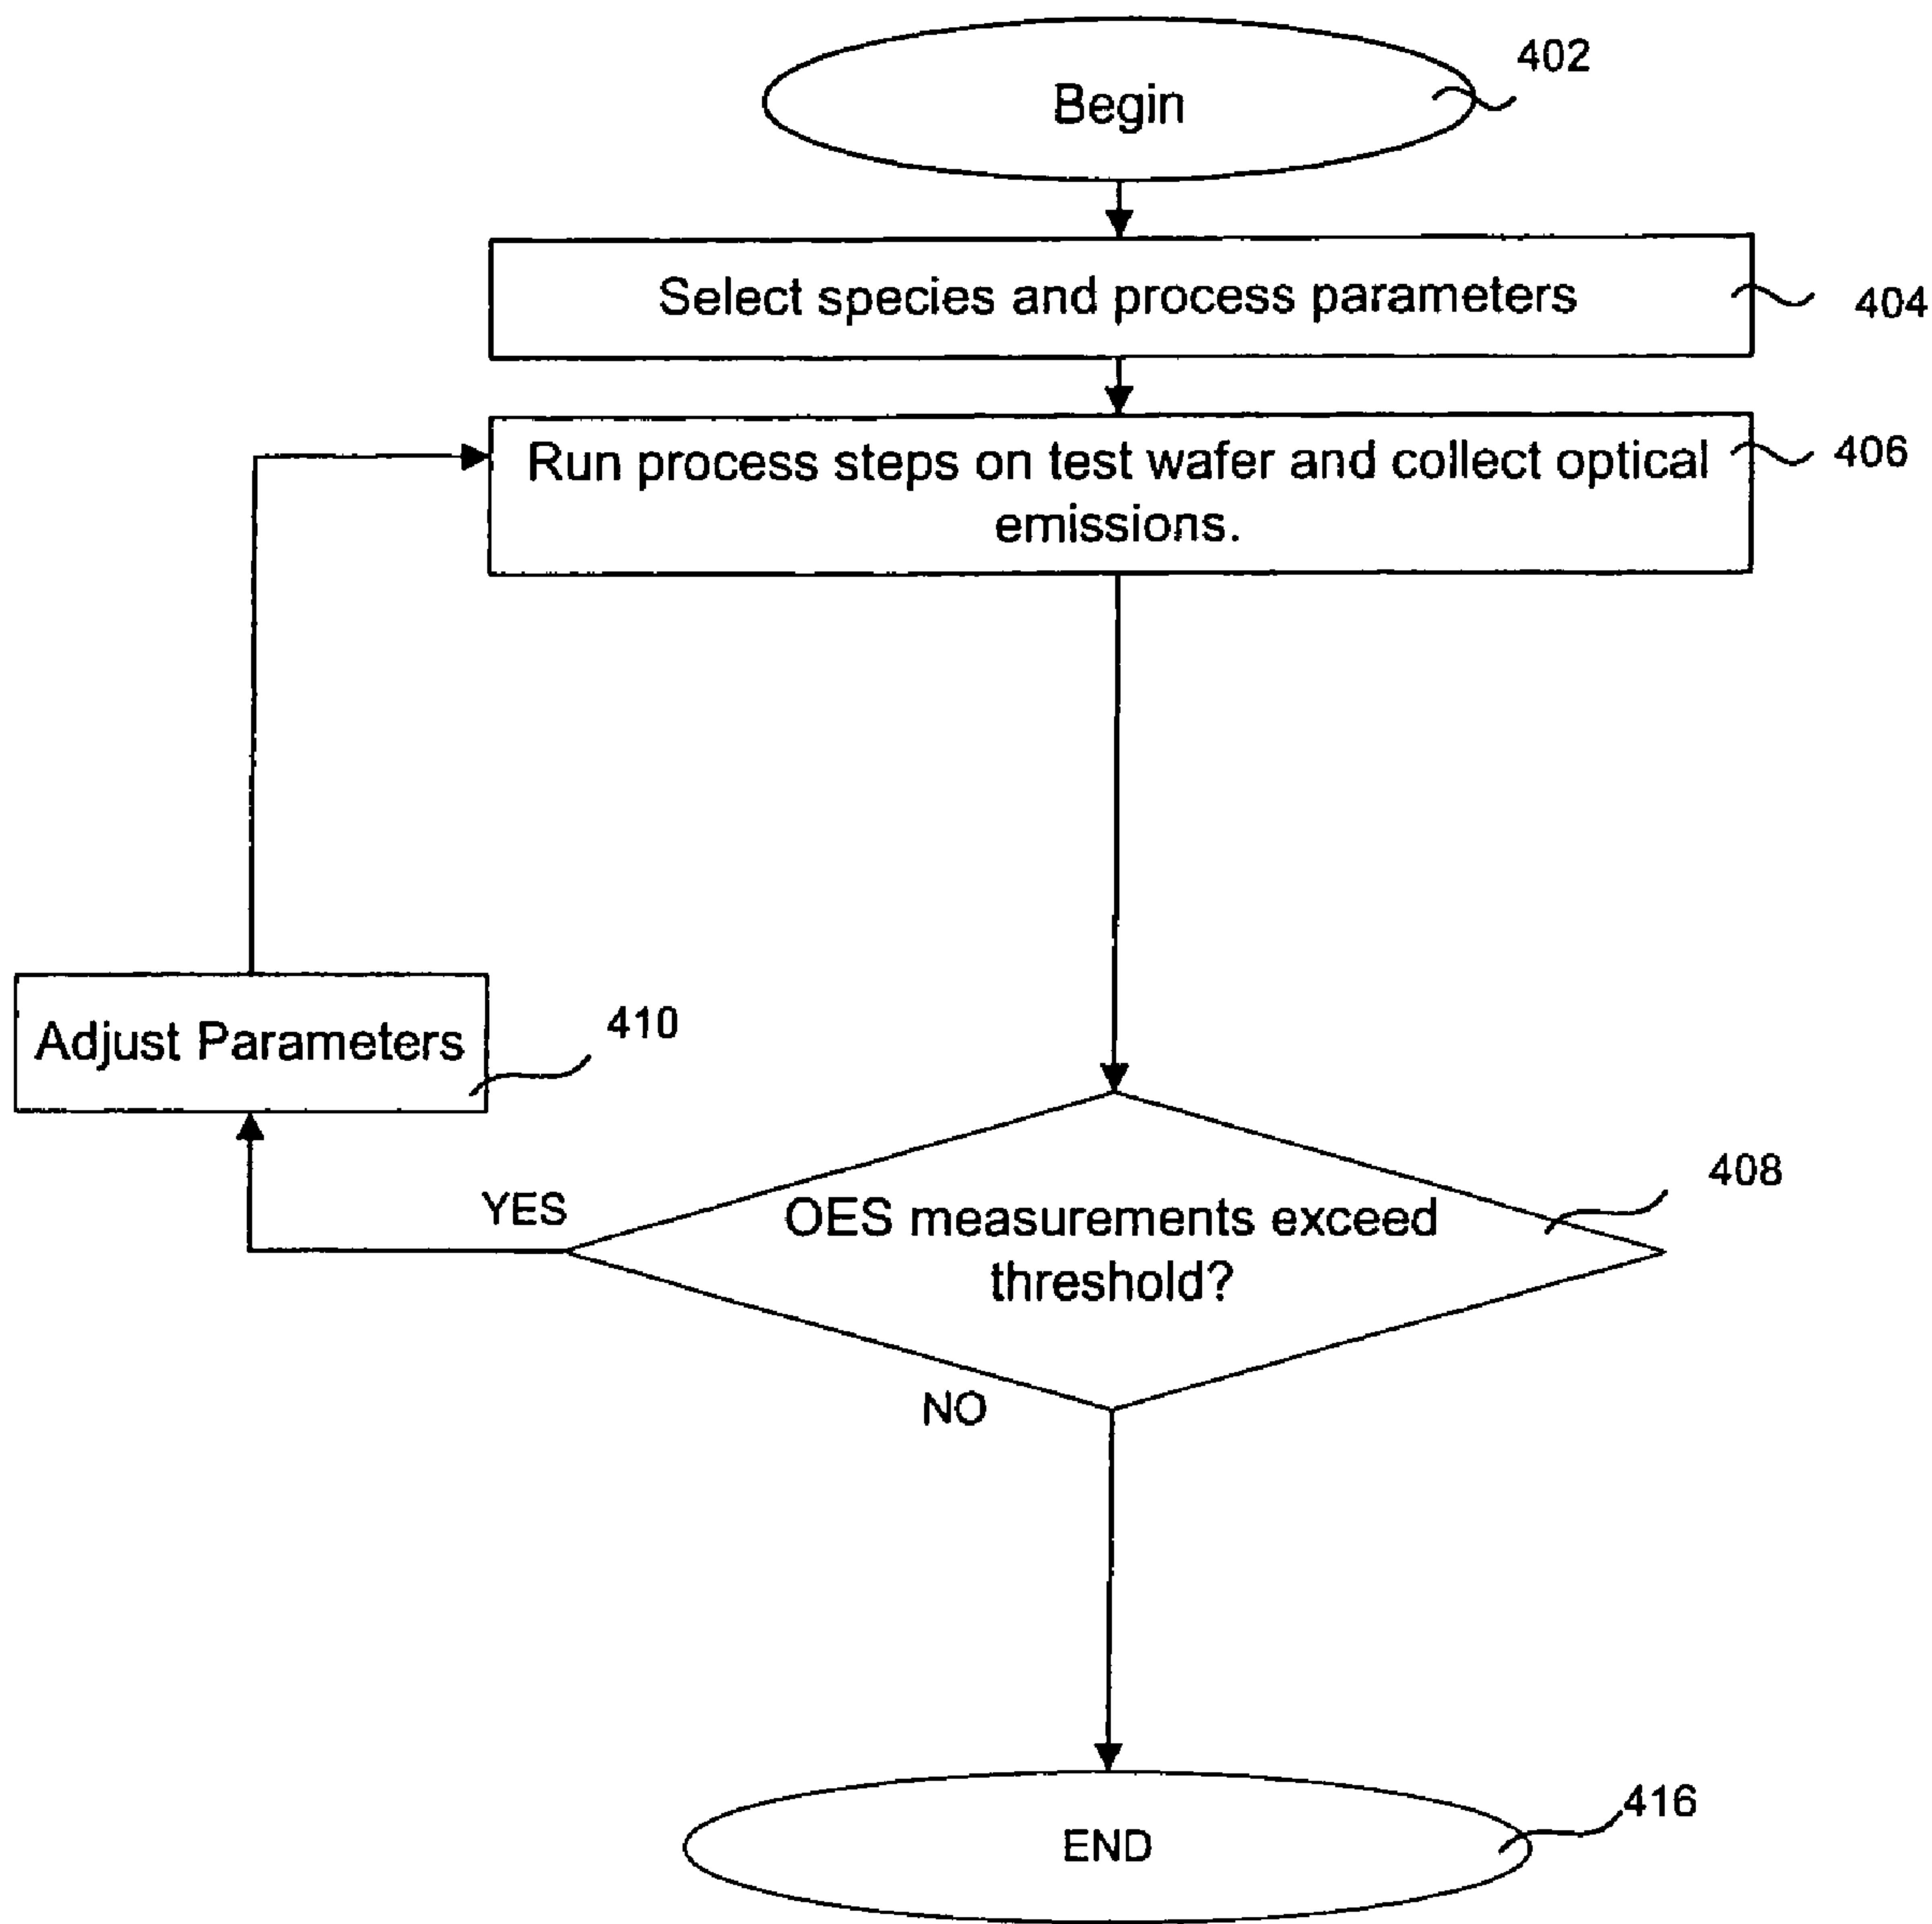 Begin
402
Select species and process parameters
404
Run process steps on test wafer and collect optical
emissions.
406
Adjust Parameters
410
YES
OES measurements exceed
threshold?
408
NO
END
416